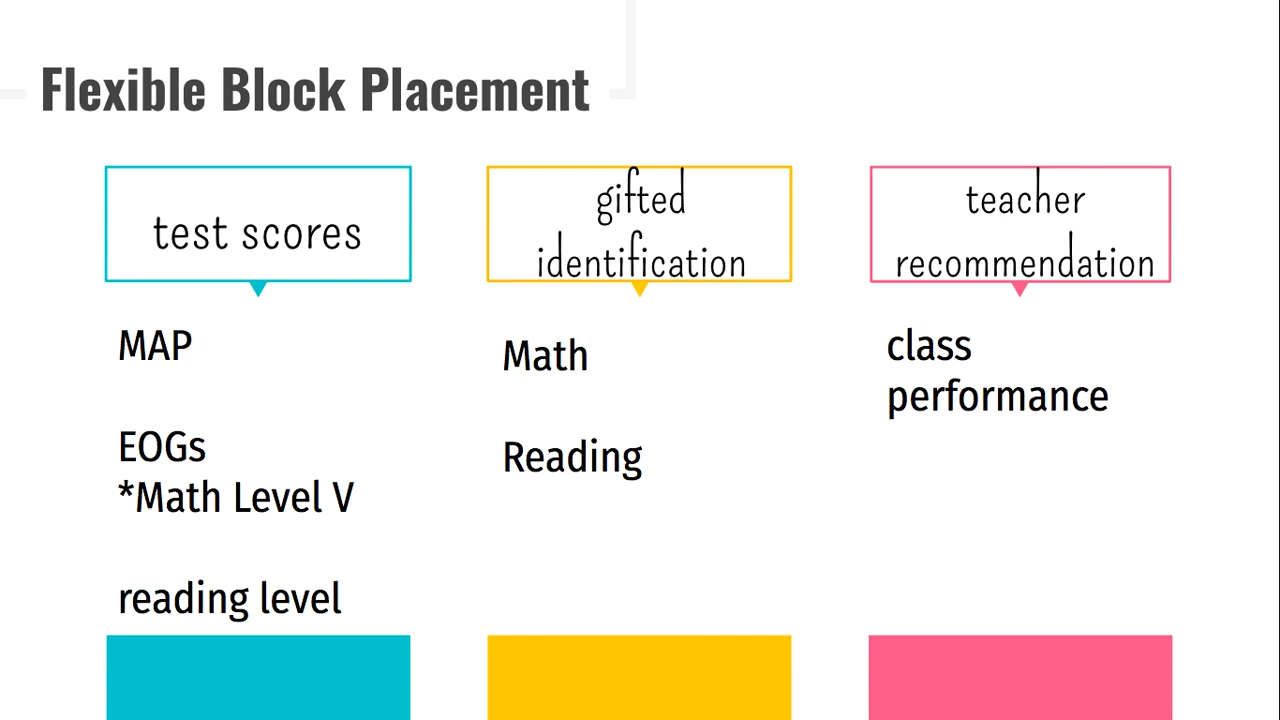 Flexible Block Placement
test scores
MAP
EOGs
*Math Level V
reading level
gifted
identification
Math
Reading
teacher
recommendation
class
performance